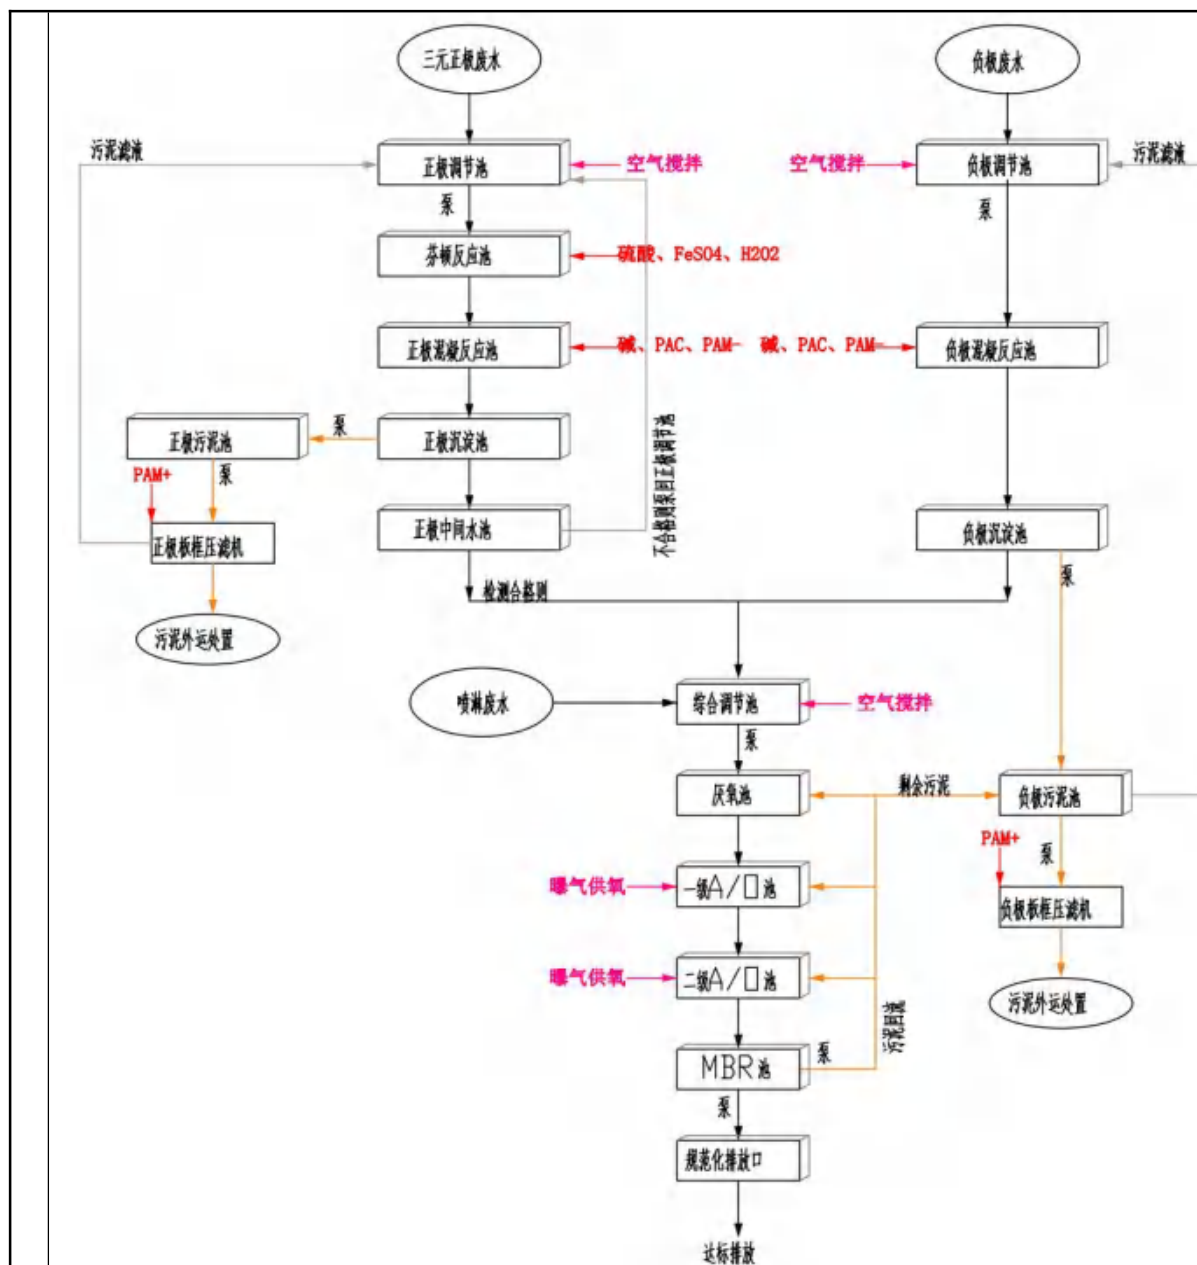 三元正极废水
负极废水
污泥滤液
正极调节池
空气搅拌
空气搅拌
负极调节池
污泥滤液
泵
泵
芬顿反应池
硫酸、FeSO4、H2O2
正极混凝反应池
碱、PAC、PAM-
碱、PAC、PAM-
负极混凝反应池
正极污泥池
泵
正极沉淀池
不合格则泵回正极调节池
PAM+
泵
正极板框压滤机
正极中间水池
负极沉淀池
检测合格则
泵
污泥外运处置
喷淋废水
综合调节池
空气搅拌
泵
厌氧池
剩余污泥
负极污泥池
PAM+
泵
曝气供氧
一级A/O池
负极板框压滤机
曝气供氧
二级A/O池
污泥回流
污泥外运处置
MBR池
泵
泵
规范化排放口
达标排放